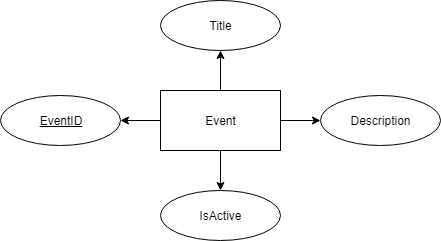 Title
EventID
Event
Description
IsActive